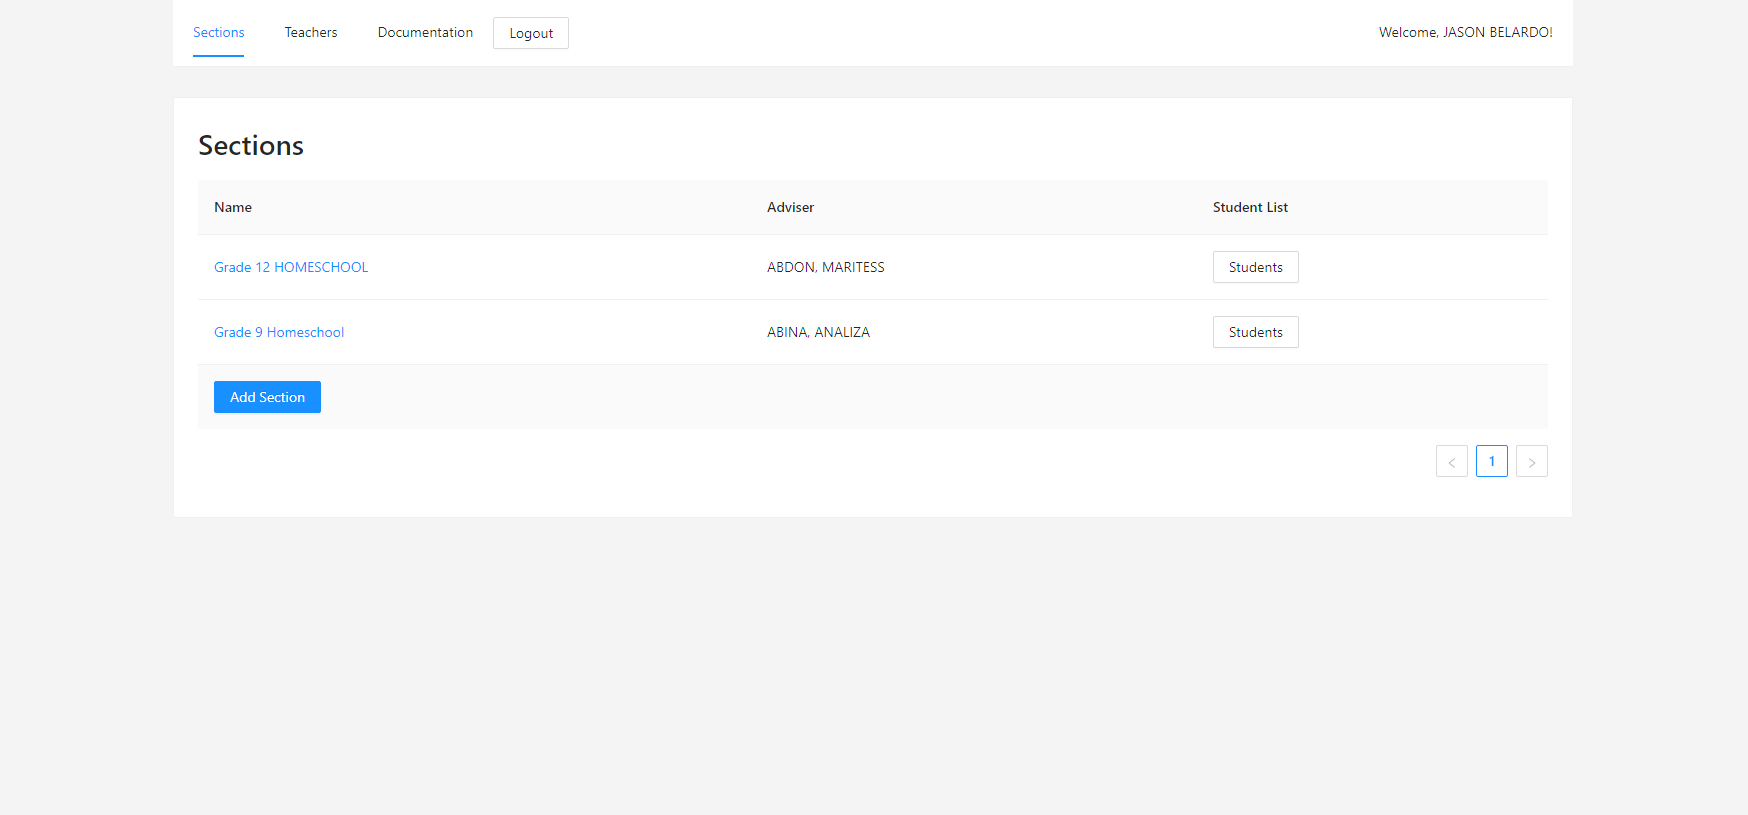 Sections Teachers Documentation Logout Welcome, JASON BELARDO!
Sections
Name Adviser Student List
Grade 12 HOMESCHOOL ABDON, MARITESS Students
Grade 9 Homeschool ABINA, ANALIZA Students
Add Section
< 1 >